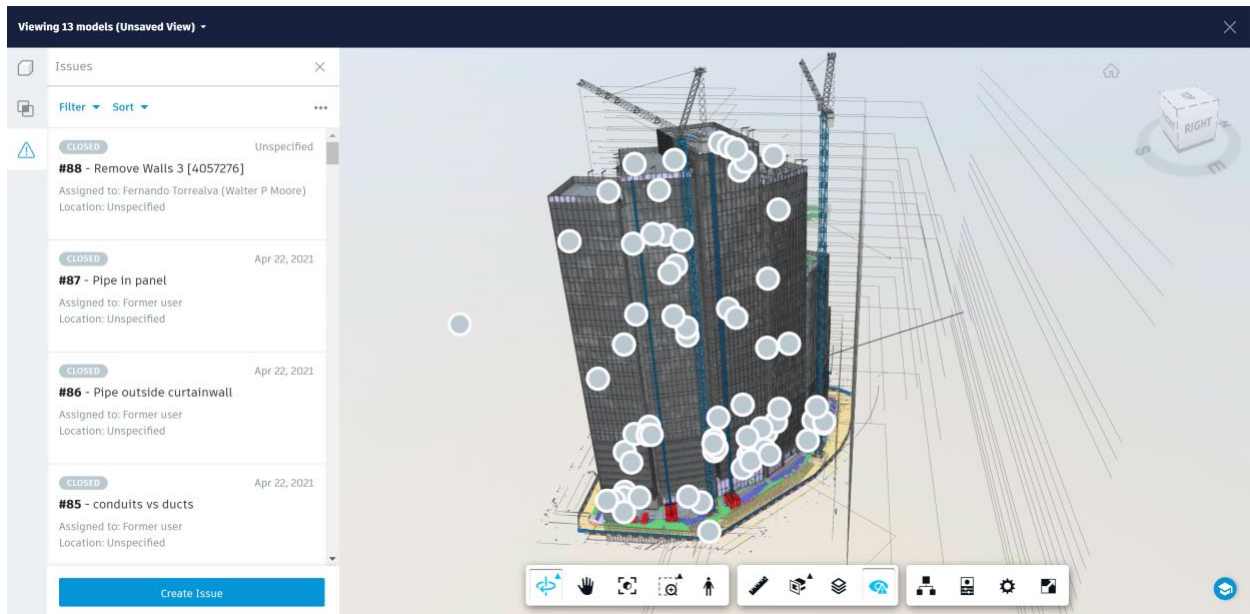 Viewing 13 models (Unsaved View)
Issues
Filter Sort
CLOSED Unspecified
#88 - Remove Walls 3 [4057276]
Assigned to: Fernando Torrealva (Walter P Moore)
Location: Unspecified
CLOSED Apr 22, 2021
#87 - Pipe in panel
Assigned to: Former user
Location: Unspecified
CLOSED Apr 22, 2021
#86 - Pipe outside curtainwall
Assigned to: Former user
Location: Unspecified
CLOSED Apr 22, 2021
#85 - conduits vs ducts
Assigned to: Former user
Location: Unspecified
Create Issue
RIGHT
S
E